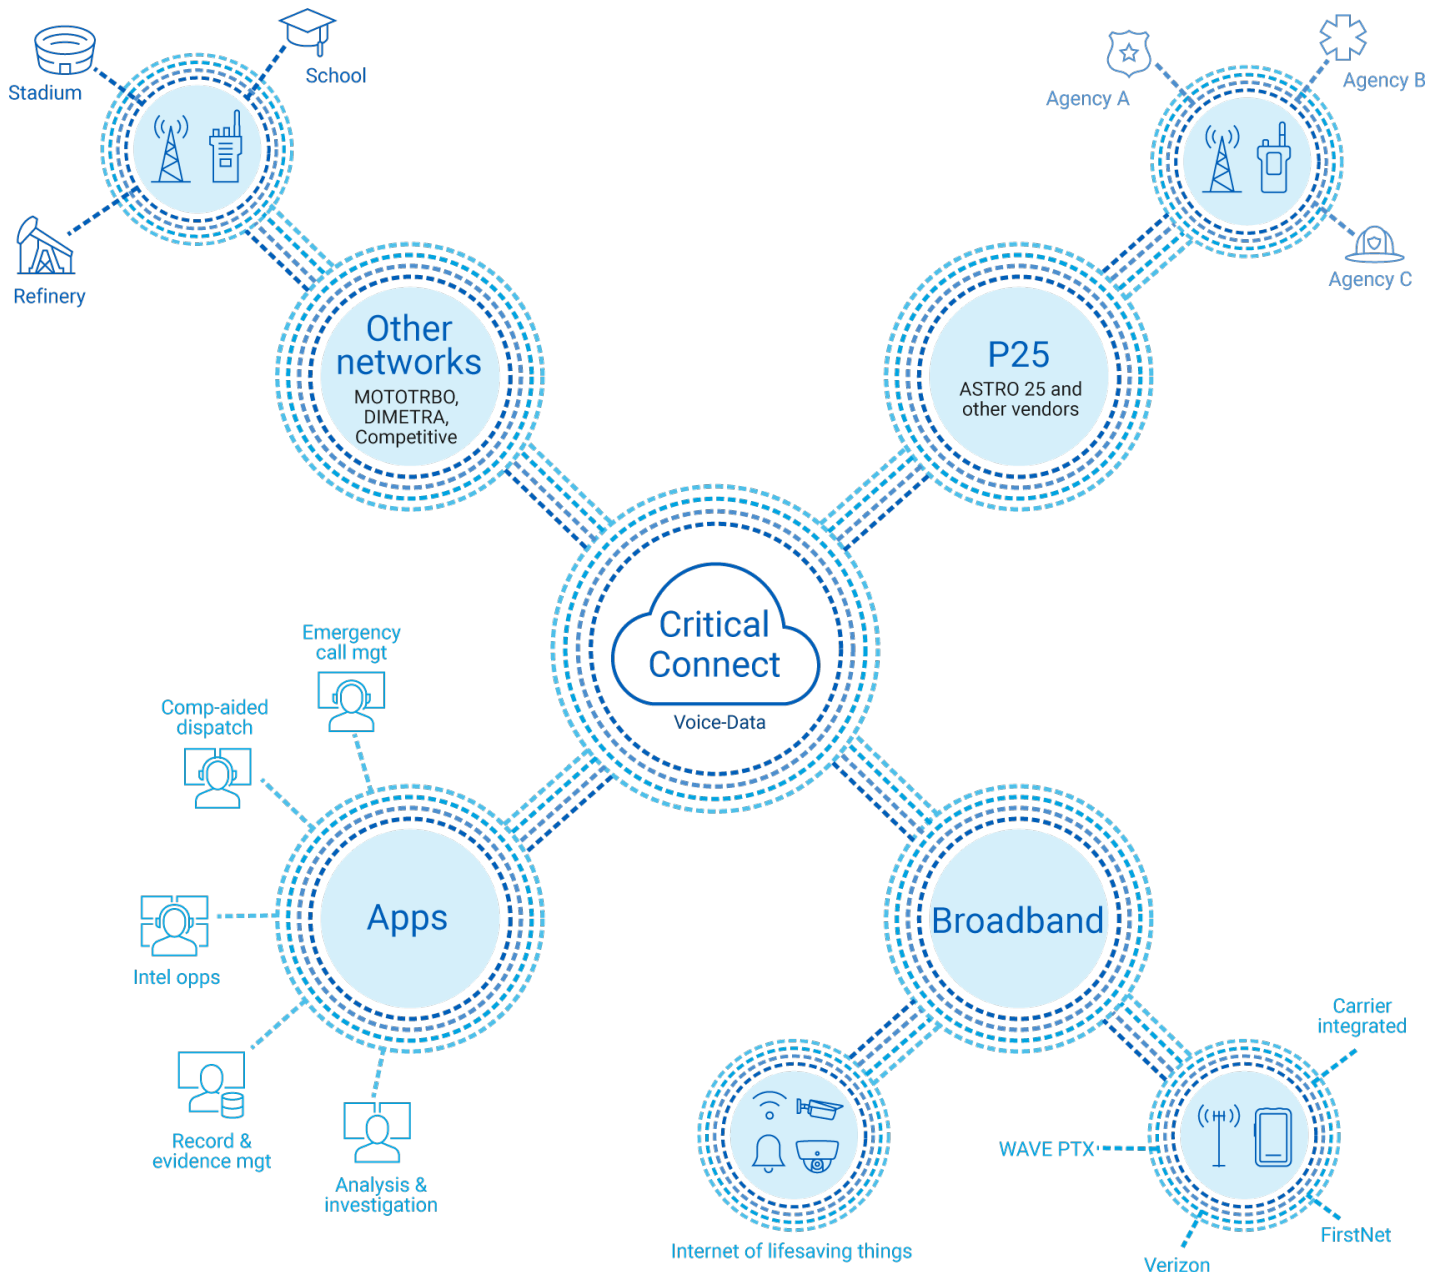 Stadium
School
Refinery
Agency A
Agency B
Agency C
Other
networks
MOTOTRBO,
DIMETRA,
Competitive
P25
ASTRO 25 and
other vendors
Critical
Connect
Voice-Data
Emergency
call mgt
Comp-aided
dispatch
Intel opps
Record &
evidence mgt
Analysis &
investigation
Apps
Broadband
Internet of lifesaving things
Carrier
integrated
WAVE PTX
FirstNet
Verizon